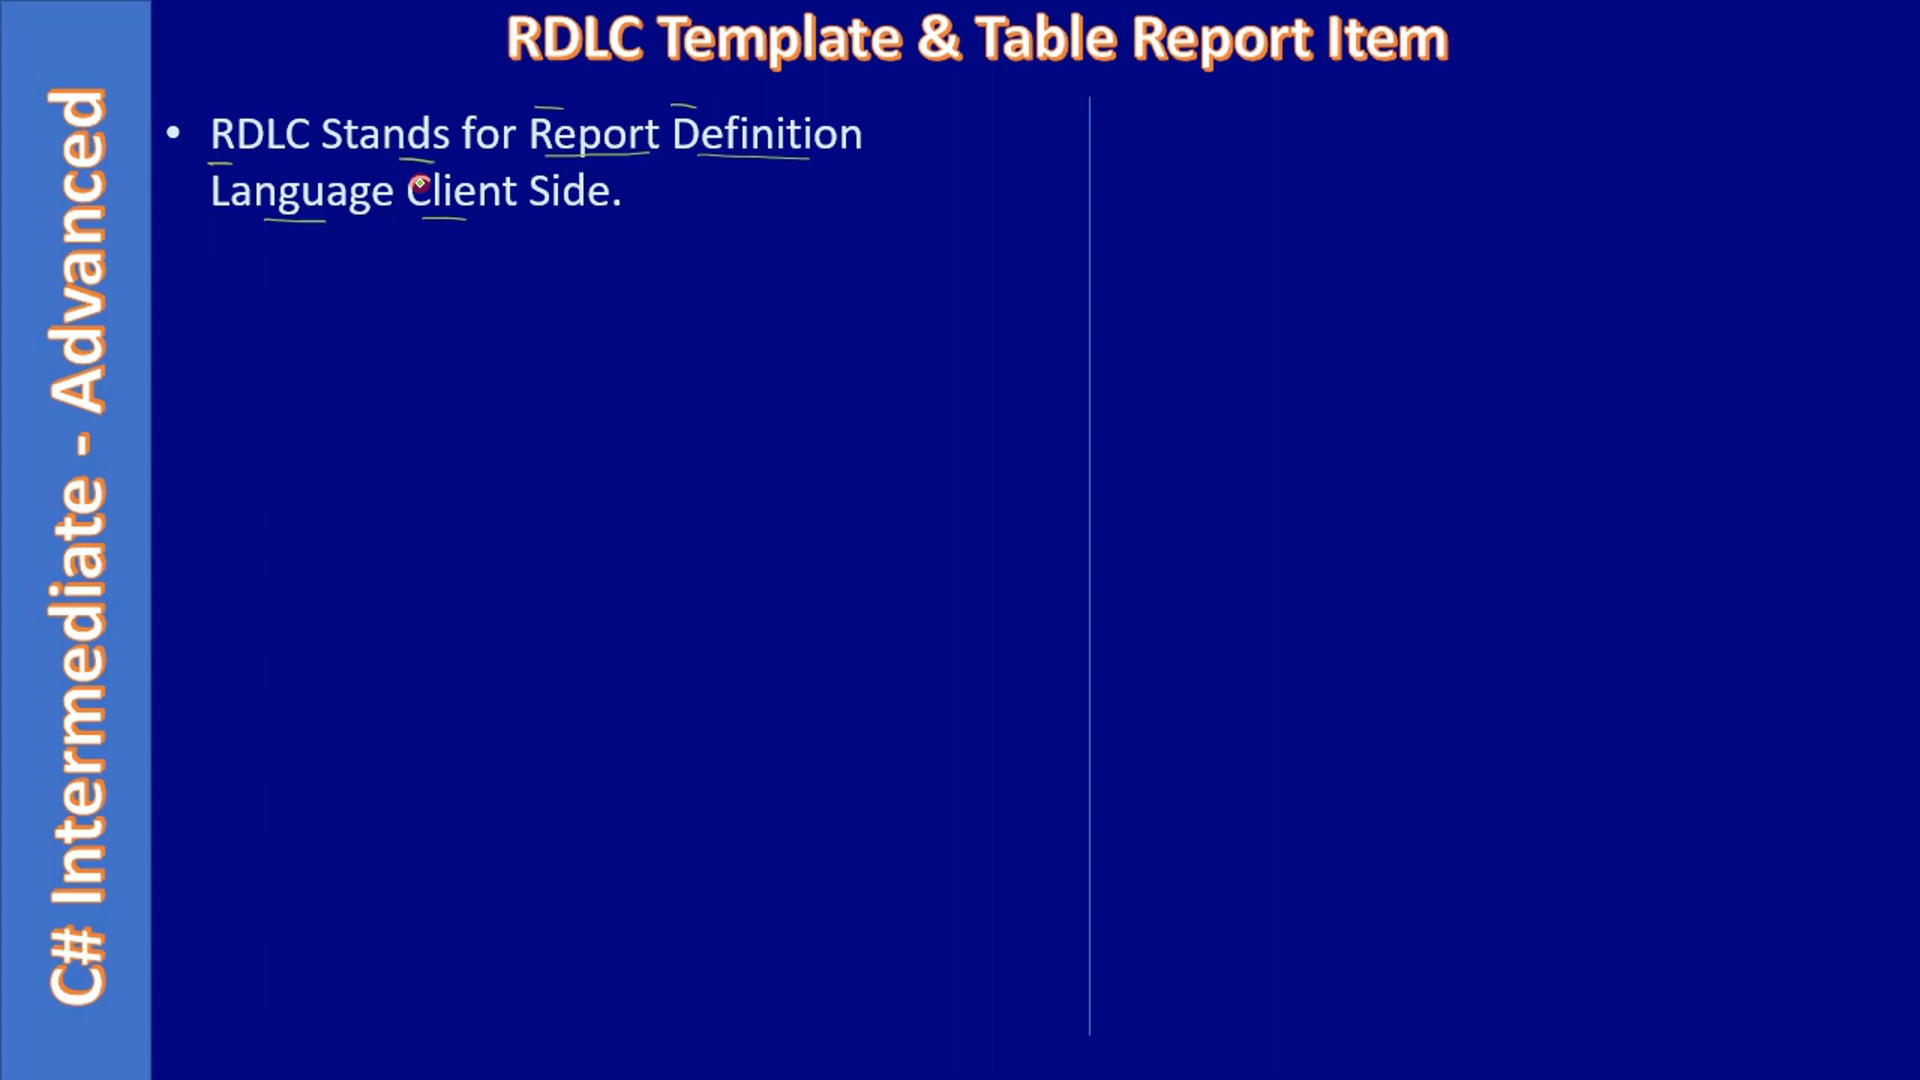 RDLC Template & Table Report Item
C# Intermediate - Advanced
• RDLC Stands for Report Definition
Language Client Side.